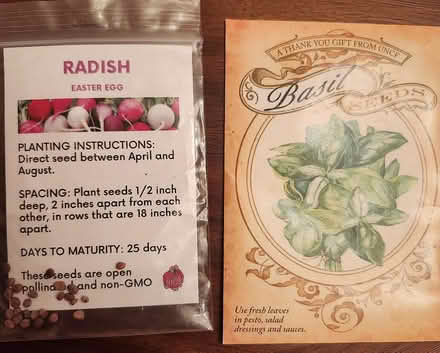 RADISH
EASTER EGG
PLANTING INSTRUCTIONS:
Direct seed between April and
August.
SPACING: Plant seeds 1/2 inch
deep, 2 inches apart from each
other, in rows that are 18 inches
apart.
DAYS TO MATURITY: 25 days
These seeds are open
and non-GMO
A THANK YOU GIFT FROM UNCF
Basil
SEEDS
Use fresh leaves
in pesto, salad
dressings and sauces.